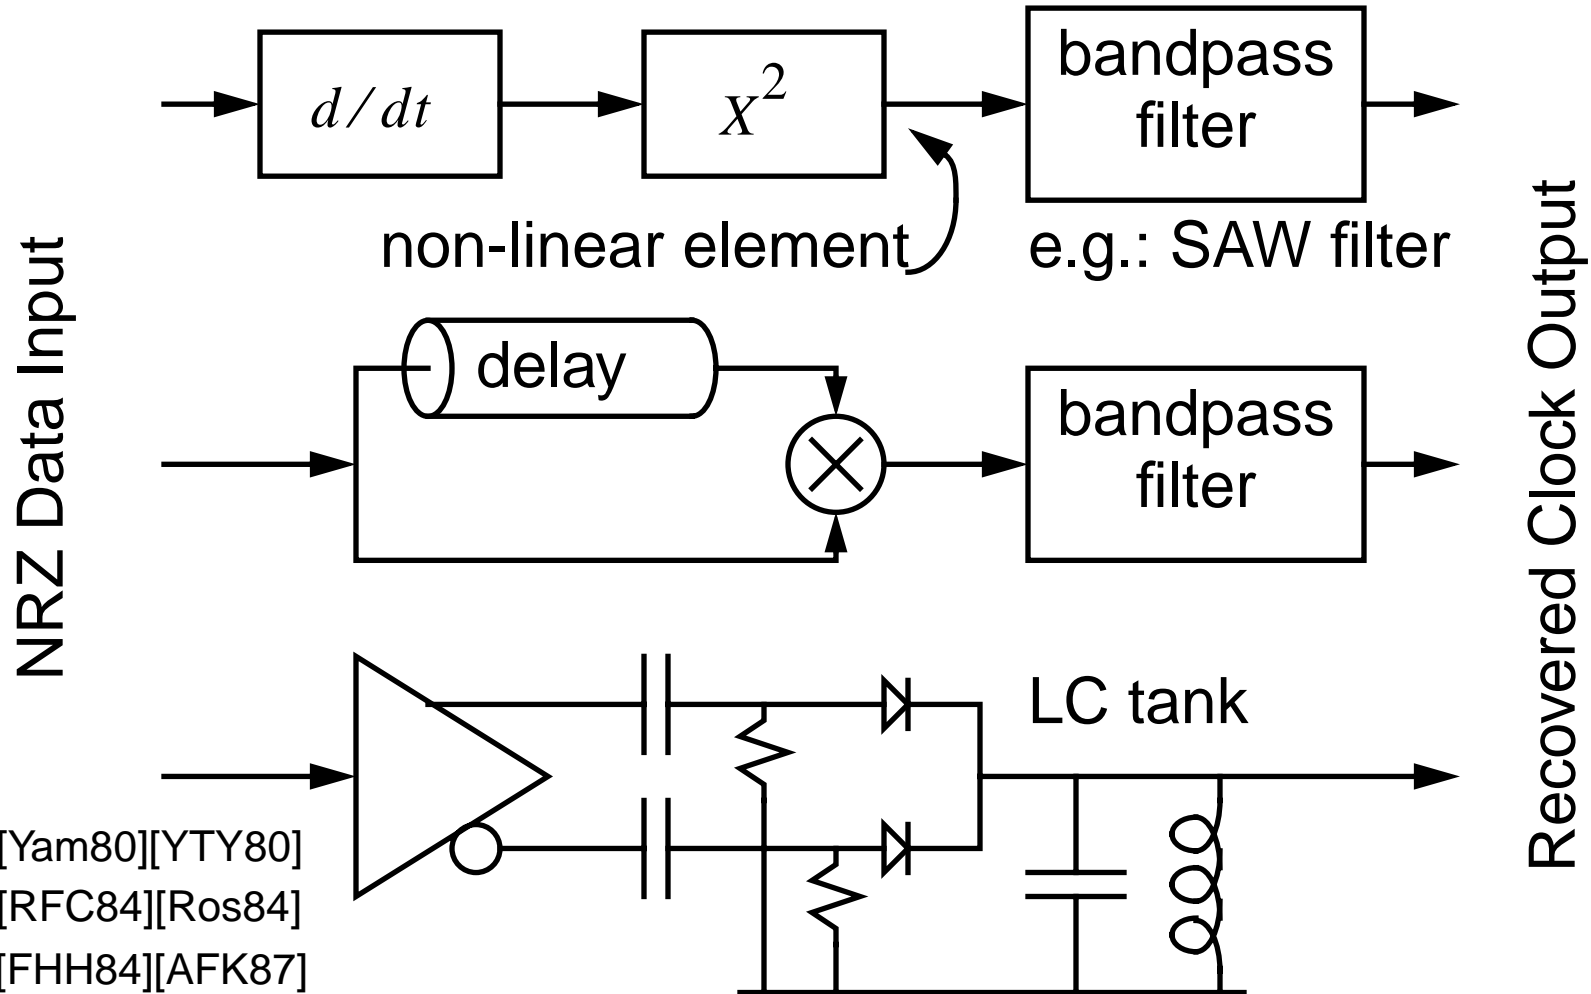 d/dt
X²
bandpass
filter
non-linear element
e.g.: SAW filter
NRZ Data Input
delay
bandpass
filter
Recovered Clock Output
LC tank
[Yam80][YTY80]
[RFC84][Ros84]
[FHH84][AFK87]